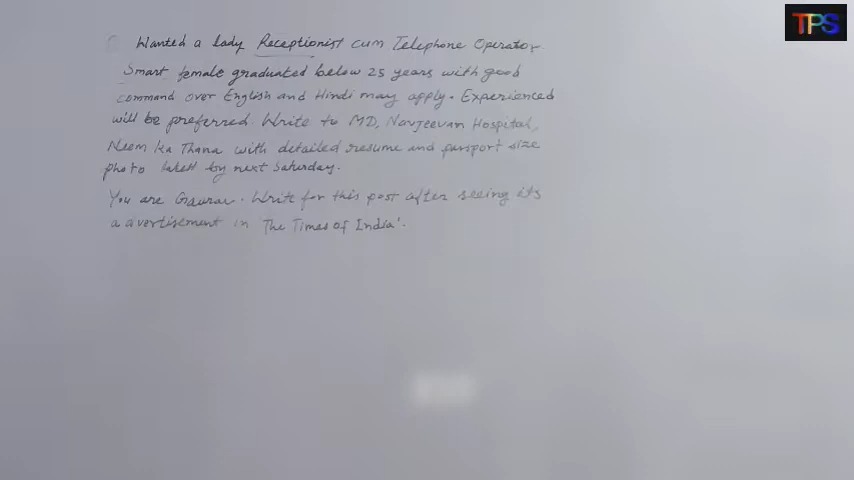 TPS
Wanted a lady Receptionist cum Telephone Operator.
Smart female graduated below 25 years with good
command over English and Hindi may apply. Experienced
will be preferred. Write to MD, Navjeevan Hospital,
Neem Ka Thana with detailed resume and passport size
photo latest by next Saturday.
You are Gaurav. Write for this post after seeing its
advertisement in The Times of India'.